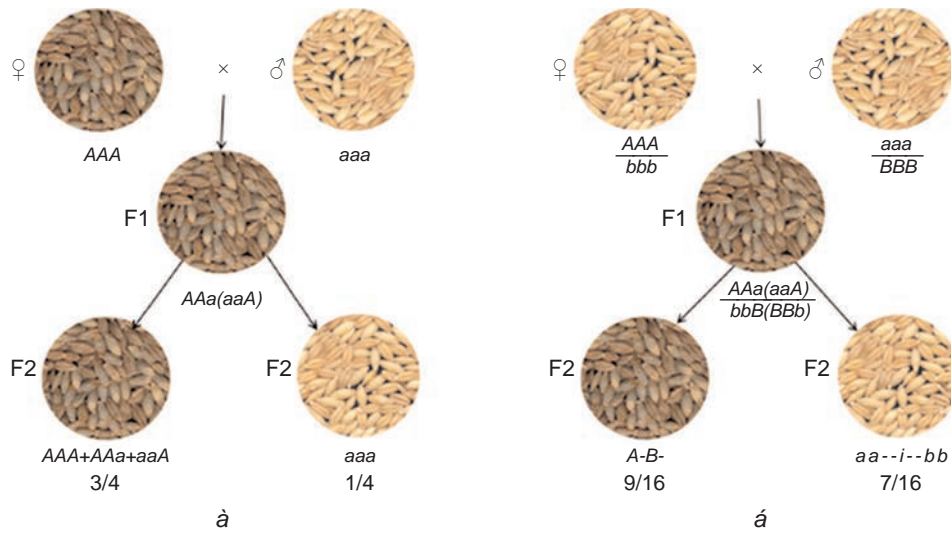 ♀ × ♂
AAA aaa
F1
AAa(aaA)
F2 F2
AAA+AAa+aaA aaa
3/4 1/4
à
♀ × ♂
AAA aaa
bbb BBB
F1
AAa(aaA)
bbB(BBb)
F2 F2
A-B- aa--i--bb
9/16 7/16
á